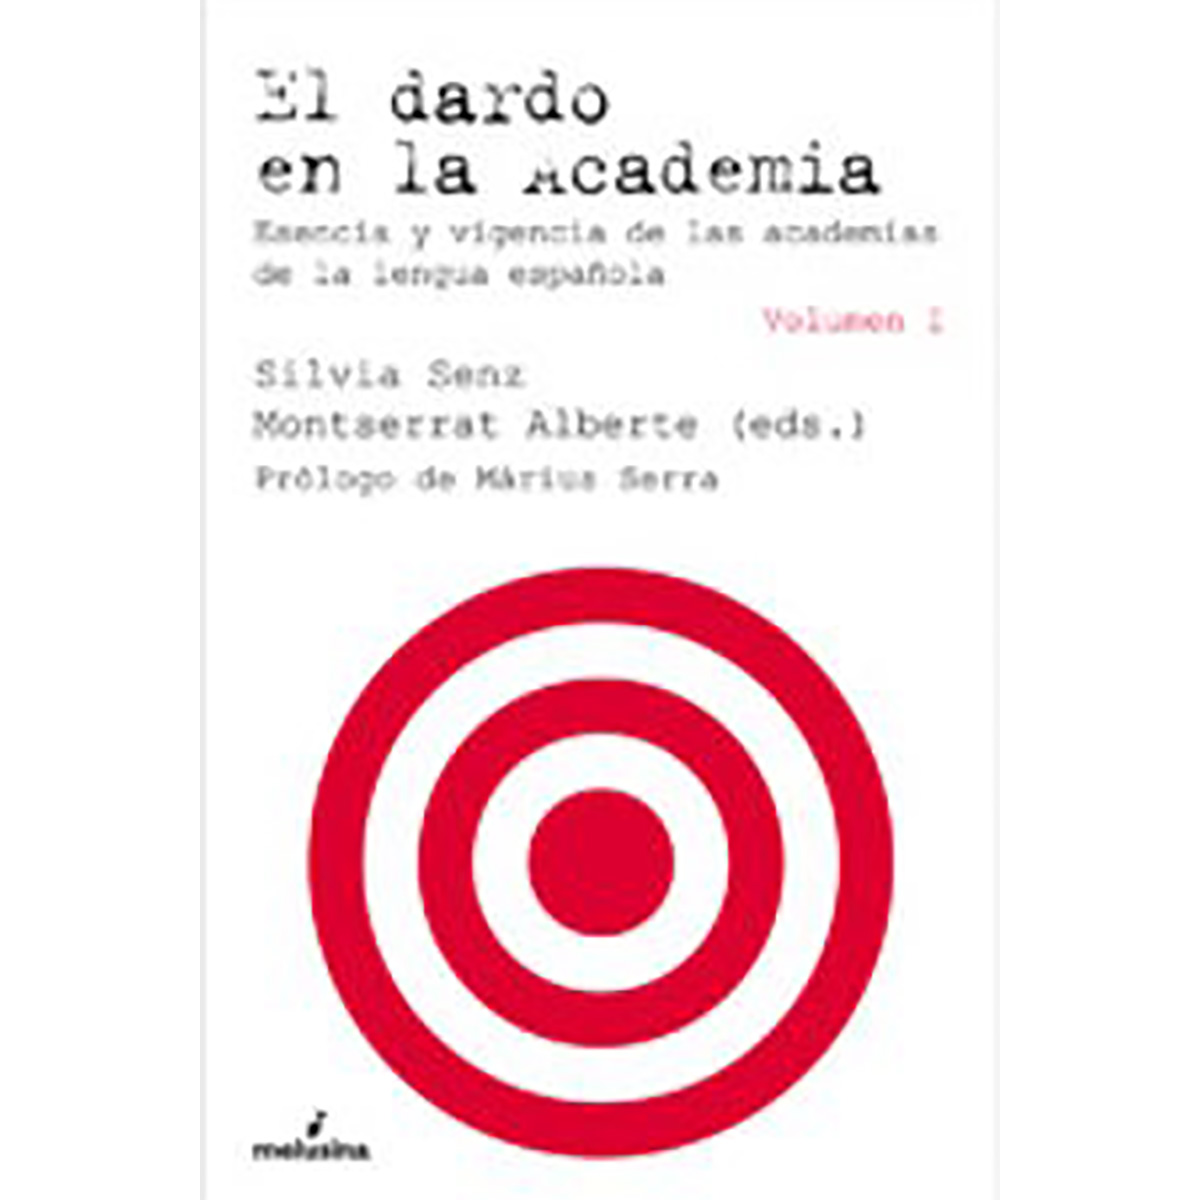 El dardo
en la Academia
Esencia y vigencia de las academias
de la lengua española
Volumen I
Silvia Senz
Montserrat Alberte (eds.)
Prólogo de Màrius Serra
melusina